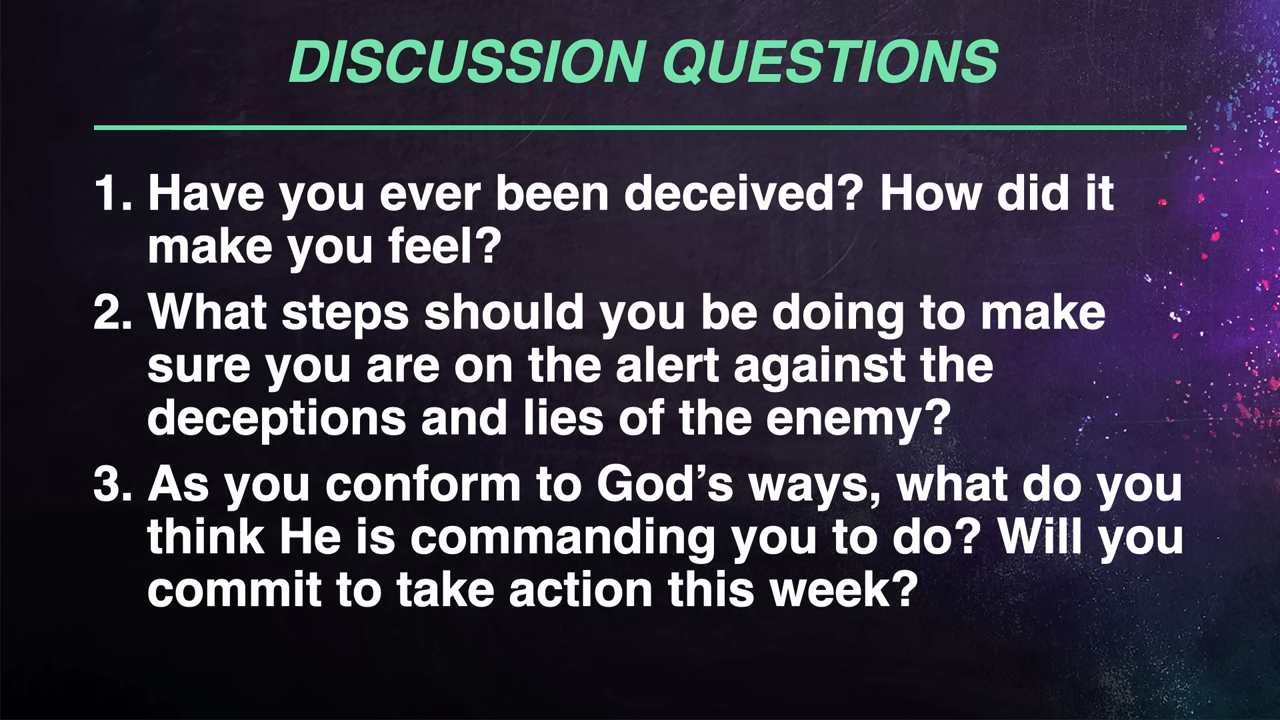 DISCUSSION QUESTIONS
1. Have you ever been deceived? How did it
make you feel?
2. What steps should you be doing to make
sure you are on the alert against the
deceptions and lies of the enemy?
3. As you conform to God’s ways, what do you
think He is commanding you to do? Will you
commit to take action this week?